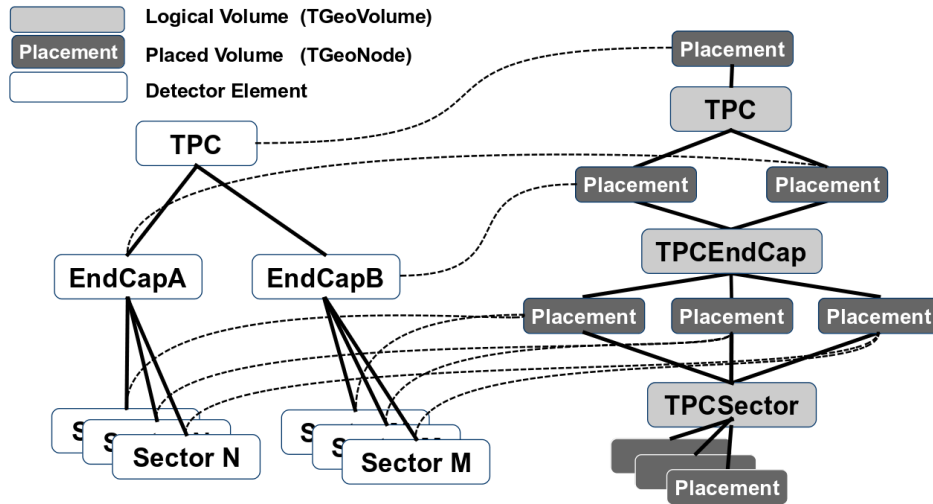 Logical Volume (TGeoVolume)
Placement Placed Volume (TGeoNode)
Detector Element
Placement
TPC
TPC
Placement Placement
TPCEndCap
EndCapA EndCapB
Placement Placement Placement
TPCSector
S
S
Sector N
S
S
Sector M
Placement